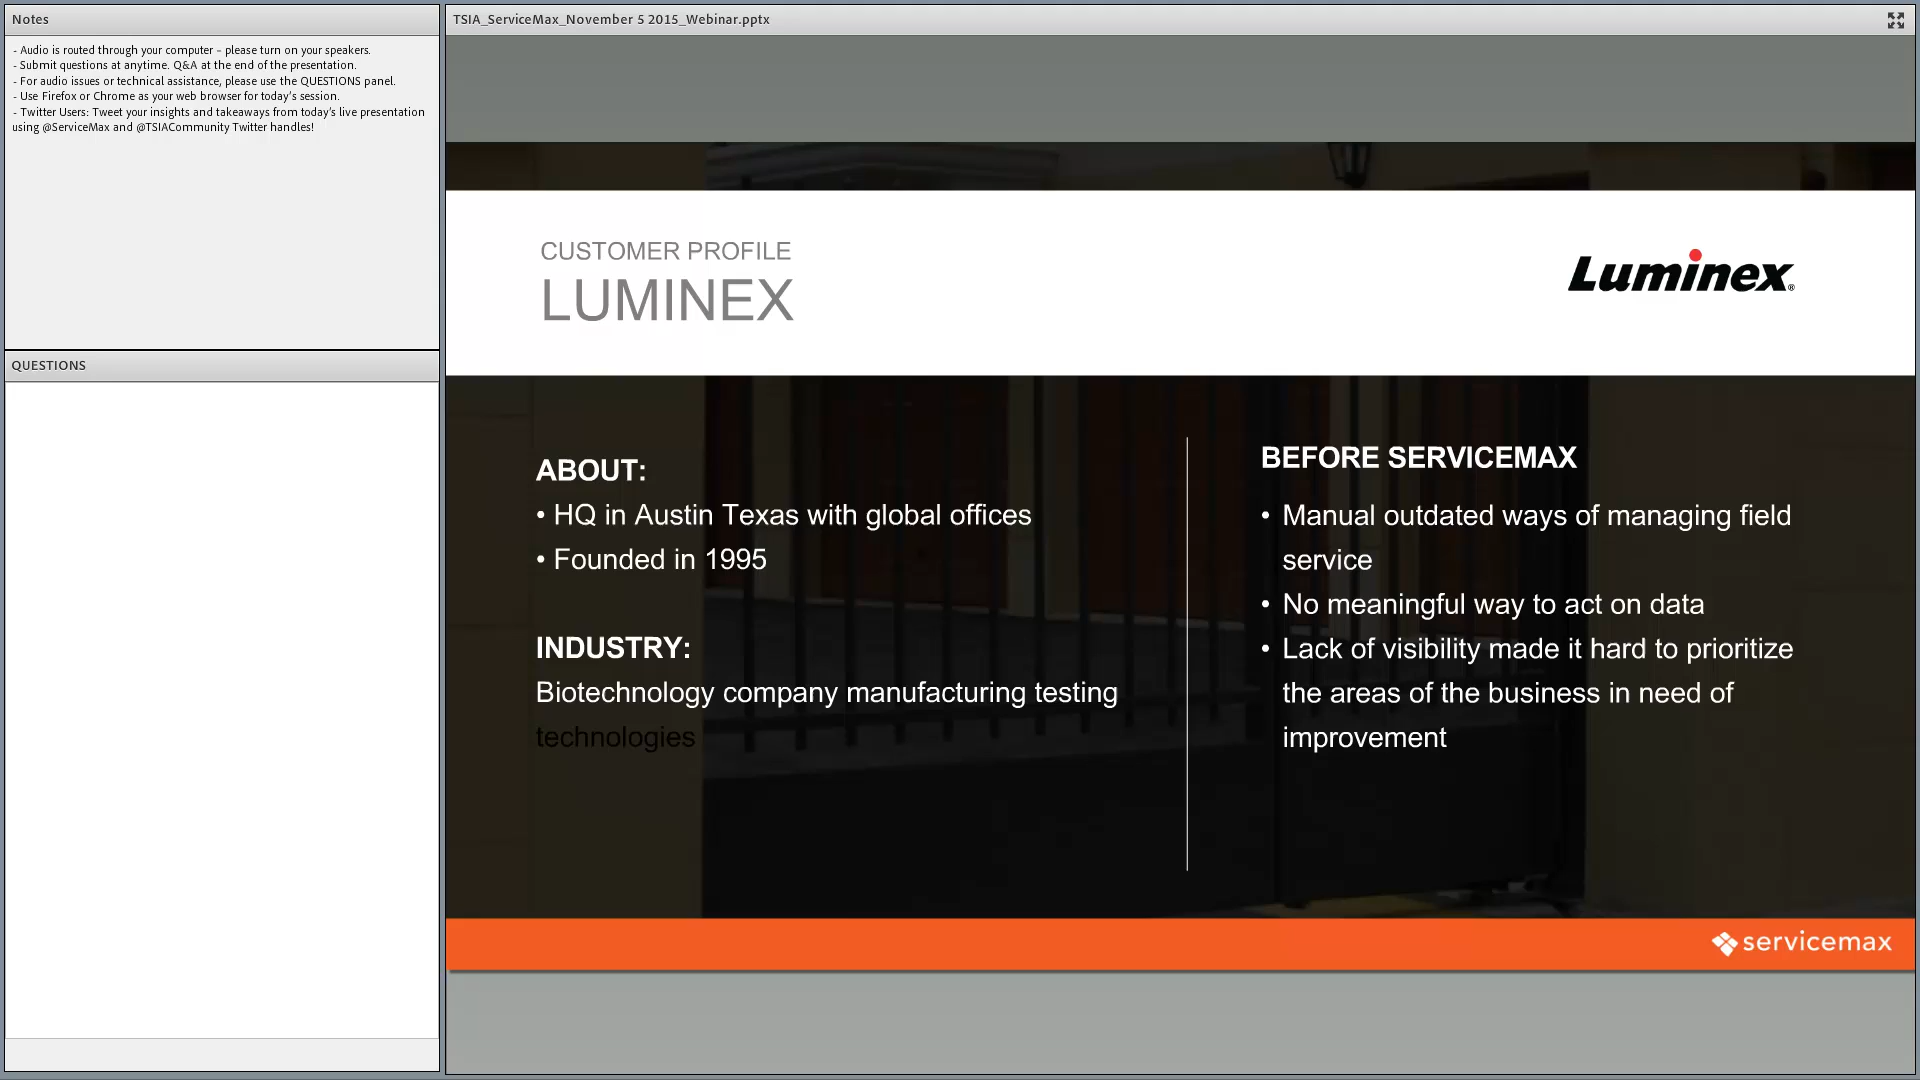 Notes
- Audio is routed through your computer – please turn on your speakers.
- Submit questions at anytime. Q&A at the end of the presentation.
- For audio issues or technical assistance, please use the QUESTIONS panel.
- Use Firefox or Chrome as your web browser for today's session.
- Twitter Users: Tweet your insights and takeaways from today's live presentation
using @ServiceMax and @TSIACommunity Twitter handles!
QUESTIONS
TSIA_ServiceMax_November 5 2015_Webinar.pptx
CUSTOMER PROFILE
LUMINEX
Luminex®
ABOUT:
• HQ in Austin Texas with global offices
• Founded in 1995
INDUSTRY:
Biotechnology company manufacturing testing
technologies
BEFORE SERVICEMAX
• Manual outdated ways of managing field
service
• No meaningful way to act on data
• Lack of visibility made it hard to prioritize
the areas of the business in need of
improvement
servicemax